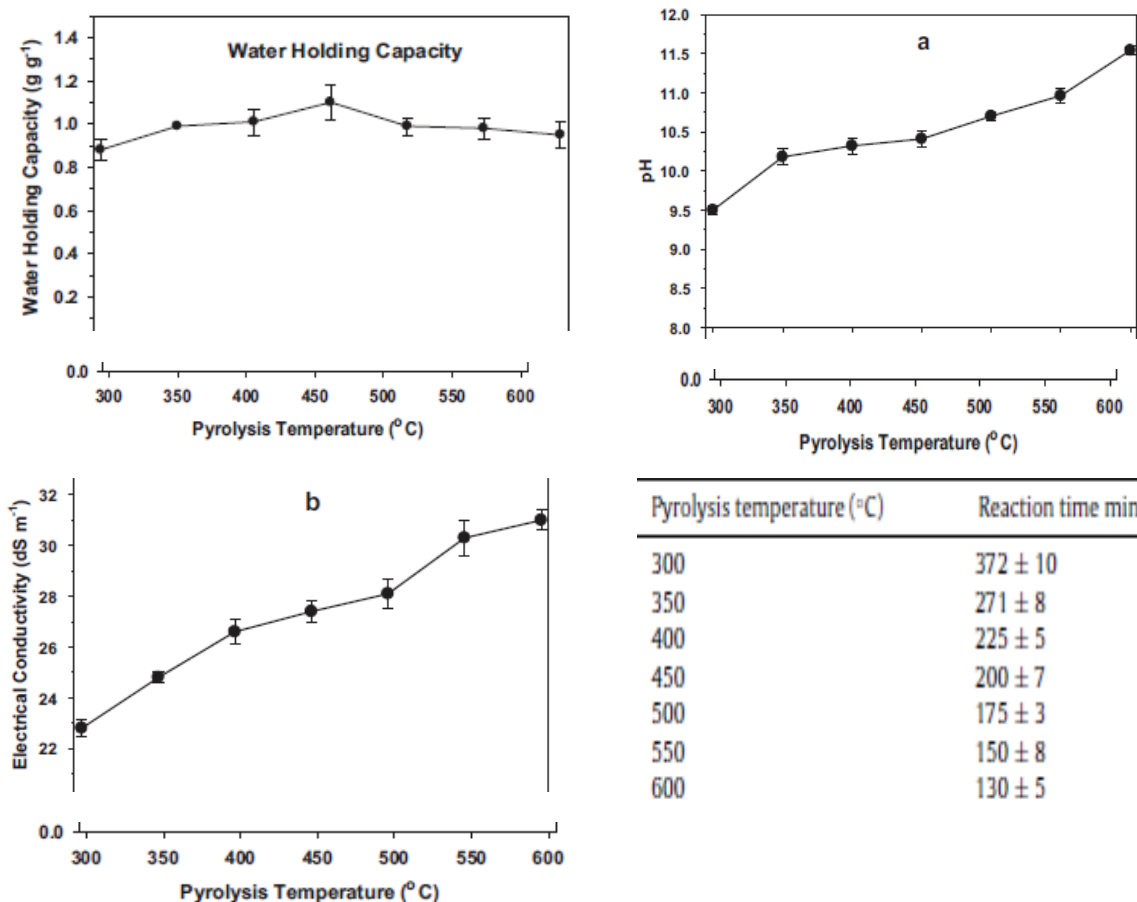 Water Holding Capacity
Water Holding Capacity (g g⁻¹)
1.4
1.2
1.0
0.8
0.6
0.4
0.2
0.0
300 350 400 450 500 550 600
Pyrolysis Temperature (°C)
a
pH
12.0
11.5
11.0
10.5
10.0
9.5
9.0
8.5
8.0
0.0
300 350 400 450 500 550 600
Pyrolysis Temperature (°C)
b
Electrical Conductivity (dS m⁻¹)
32
30
28
26
24
22
0.0
300 350 400 450 500 550 600
Pyrolysis Temperature (°C)
Pyrolysis temperature (°C) Reaction time min
300 372 ± 10
350 271 ± 8
400 225 ± 5
450 200 ± 7
500 175 ± 3
550 150 ± 8
600 130 ± 5